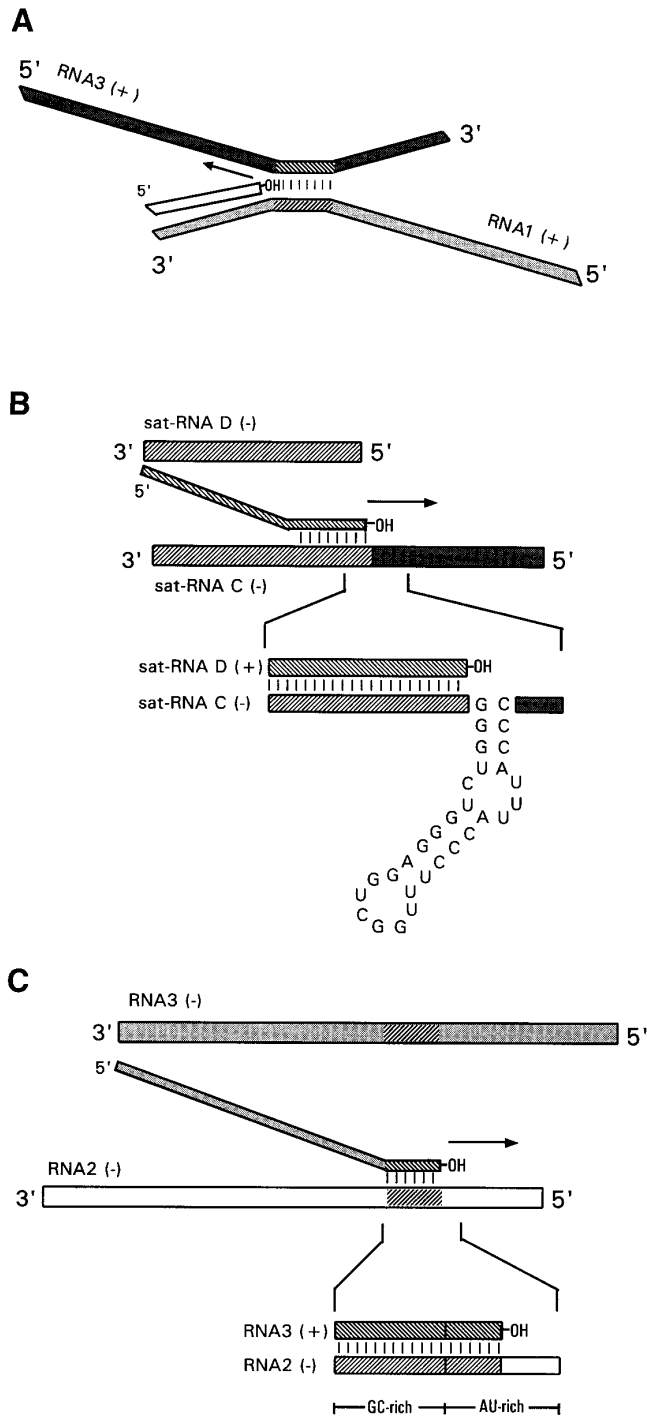 A
5'
RNA3 (+)
3'
5'
OH
RNA1 (+)
3'
5'
B
sat-RNA D (-)
3' 5'
5'
OH
3' 5'
sat-RNA C (-)
sat-RNA D (+) OH
sat-RNA C (-) G C
G C
G C
U A
C U
U U
G A U
G C
G C
A G C
G U
G U
U U
C G
G
C
RNA3 (-)
3' 5'
5'
OH
RNA2 (-)
3' 5'
RNA3 (+) OH
RNA2 (-)
GC-rich AU-rich